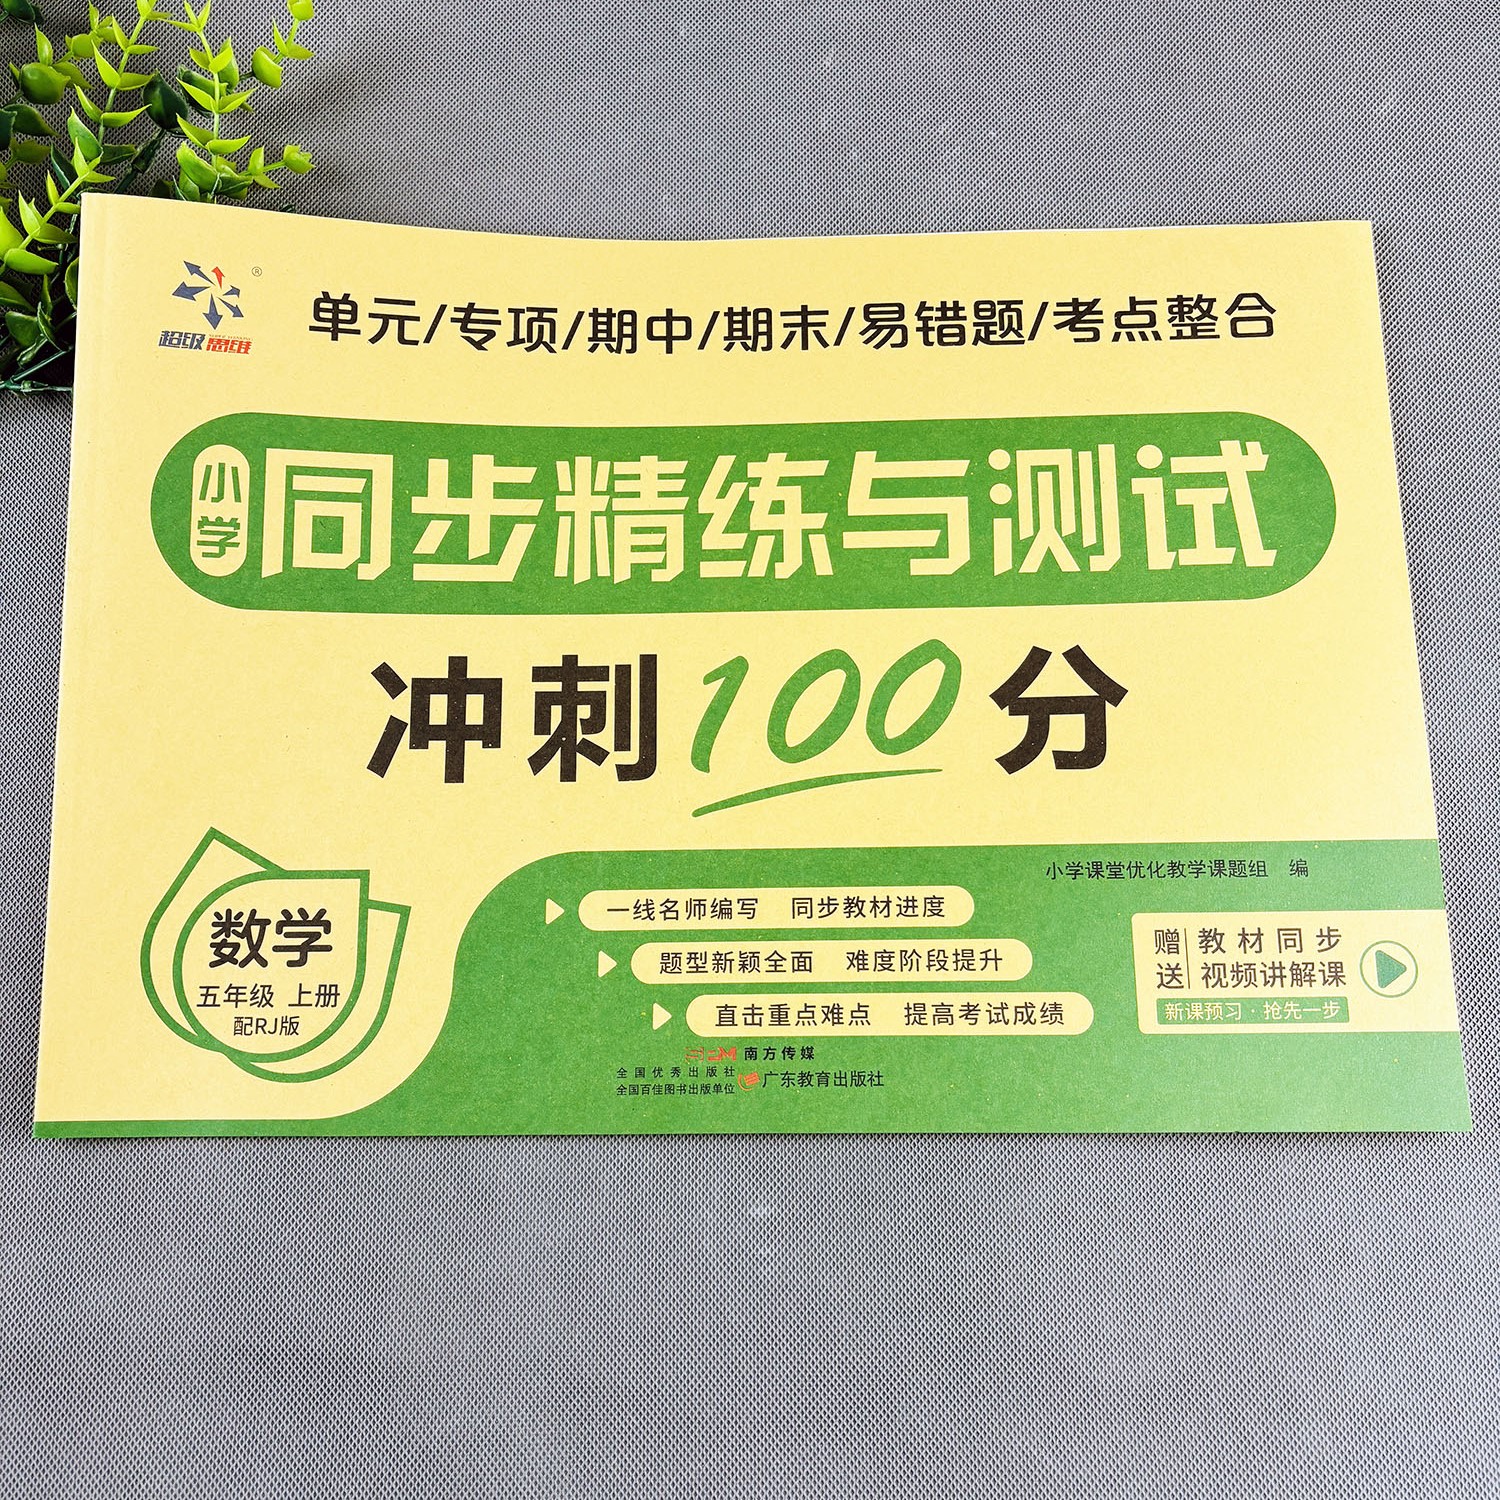 超级思维
®
单元/专项/期中/期末/易错题/考点整合
小学
同步精练与测试
冲刺100分
数学
五年级 上册
配RJ版
小学课堂优化教学课题组 编
一线名师编写 同步教材进度
题型新颖全面 难度阶段提升
直击重点难点 提高考试成绩
赠送
教材同步
视频讲解课
新课预习·抢先一步
南方传媒
全国优秀出版社
全国百佳图书出版单位
广东教育出版社